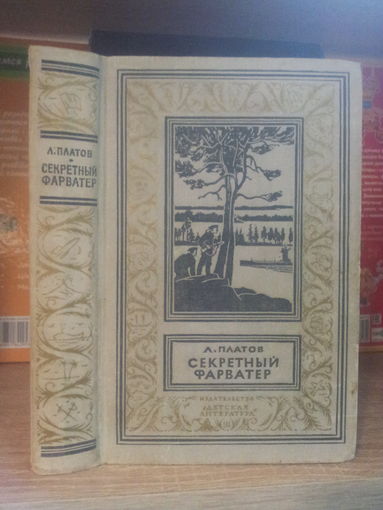 Л. ПЛАТОВ
СЕКРЕТНЫЙ
ФАРВАТЕР
Л. ПЛАТОВ
СЕКРЕТНЫЙ
ФАРВАТЕР
ИЗДАТЕЛЬСТВО
„ДЕТСКАЯ
ЛИТЕРАТУРА"